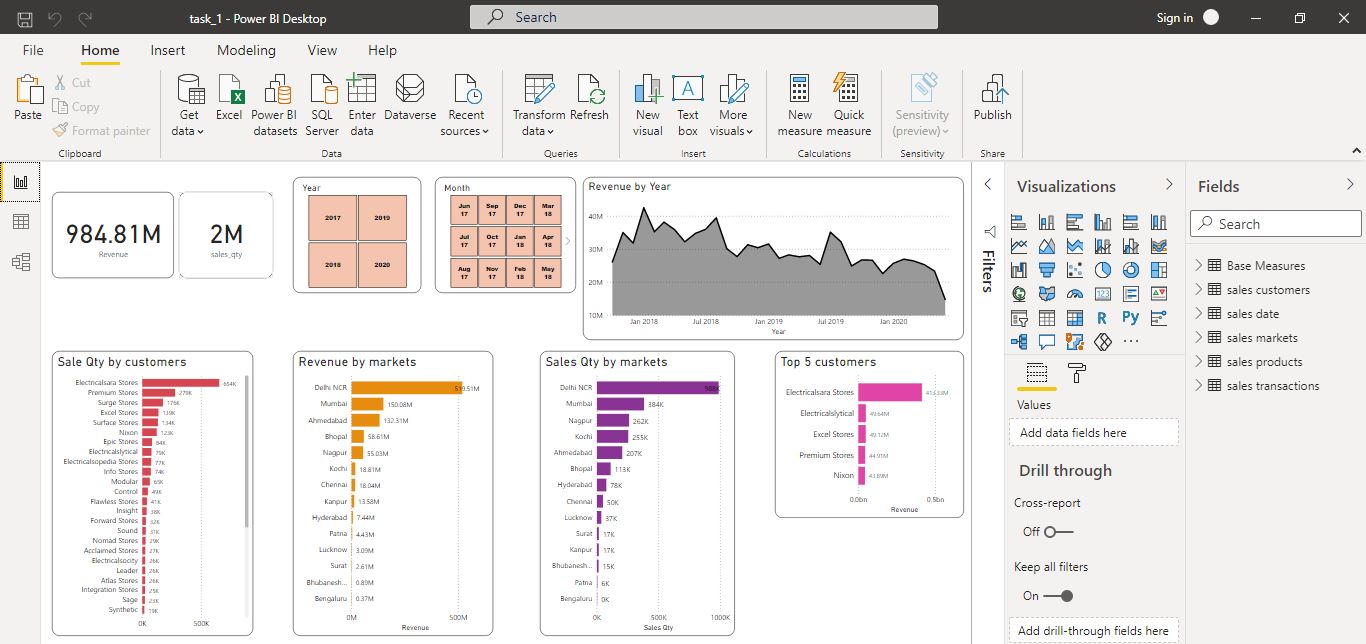 task_1 - Power BI Desktop
Search
Sign in
File
Home
Insert
Modeling
View
Help
Paste
Cut
Copy
Format painter
Clipboard
Get data
Excel
Power BI datasets
SQL Server
Enter data
Dataverse
Recent sources
Data
Transform data
Refresh
Queries
New visual
Text box
More visuals
Insert
New measure
Quick measure
Calculations
Sensitivity (preview)
Sensitivity
Publish
Share
984.81M
Revenue
2M
sales_qty
Year
2017
2019
2018
2020
Month
Jun 17
Sep 17
Dec 17
Mar 18
Jul 17
Oct 17
Jan 18
Apr 18
Aug 17
Nov 17
Feb 18
May 18
Revenue by Year
40M
30M
20M
10M
Jan 2018
Jul 2018
Jan 2019
Jul 2019
Jan 2020
Year
Sale Qty by customers
Electricalsara Stores 654K
Premium Stores 279K
Surge Stores 176K
Excel Stores 139K
Surface Stores 134K
Nixon 123K
Epic Stores 84K
Electricalslytical 79K
Electricalsopedia Stores 77K
Info Stores 74K
Modular 65K
Control 49K
Flawless Stores 41K
Insight 38K
Forward Stores 32K
Sound 31K
Nomad Stores 29K
Acclaimed Stores 27K
Electricalsocity 26K
Leader 26K
Atlas Stores 26K
Integration Stores 25K
Sage 23K
Synthetic 19K
0K
500K
Revenue by markets
Delhi NCR 519.51M
Mumbai 150.08M
Ahmedabad 132.31M
Bhopal 58.61M
Nagpur 55.03M
Kochi 18.81M
Chennai 18.04M
Kanpur 13.58M
Hyderabad 7.44M
Patna 4.43M
Lucknow 3.09M
Surat 2.61M
Bhubanesh... 0.89M
Bengaluru 0.37M
0M
500M
Revenue
Sales Qty by markets
Delhi NCR 988K
Mumbai 384K
Nagpur 262K
Kochi 255K
Ahmedabad 207K
Bhopal 113K
Hyderabad 78K
Chennai 50K
Lucknow 37K
Surat 17K
Kanpur 17K
Bhubanesh... 15K
Patna 6K
Bengaluru 0K
0K
500K
1000K
Sales Qty
Top 5 customers
Electricalsara Stores 413.33M
Electricalslytical 49.64M
Excel Stores 49.12M
Premium Stores 44.91M
Nixon 43.89M
0.0bn
0.5bn
Revenue
Filters
Visualizations
R
Py
123
Values
Add data fields here
Drill through
Cross-report
Off
Keep all filters
On
Add drill-through fields here
Fields
Search
Base Measures
sales customers
sales date
sales markets
sales products
sales transactions